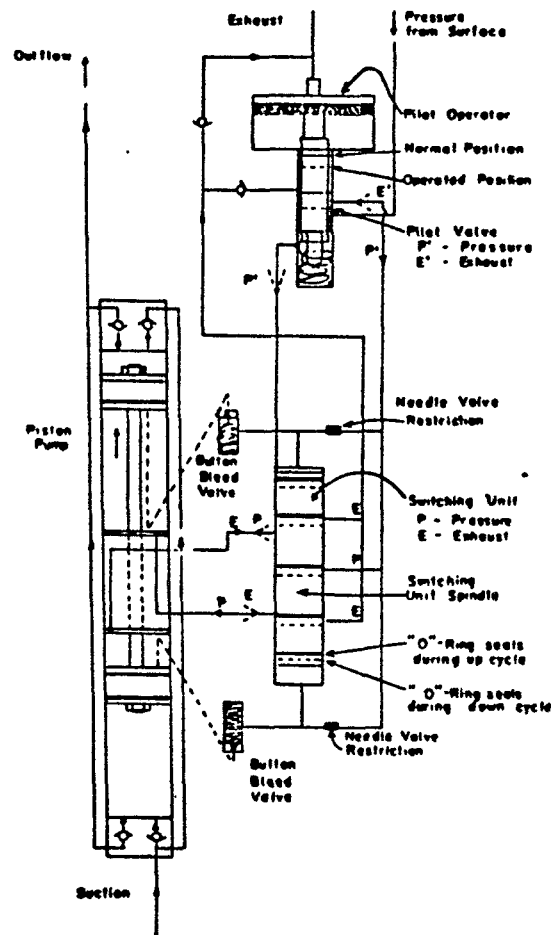 Exhaust
Pressure
from Surface
Outflow
Pilot Operator
Normal Position
Operated Position
E'
Pilot Valve
P' - Pressure
E' - Exhaust
P'
P'
Needle Valve
Restriction
Piston
Pump
Button
Bleed
Valve
Switching Unit
P - Pressure
E - Exhaust
E
E
P
P
Switching
Unit Spindle
P
E
E
"O"-Ring seals
during up cycle
"O"-Ring seals
during down cycle
Needle Valve
Restriction
Button
Bleed
Valve
Suction